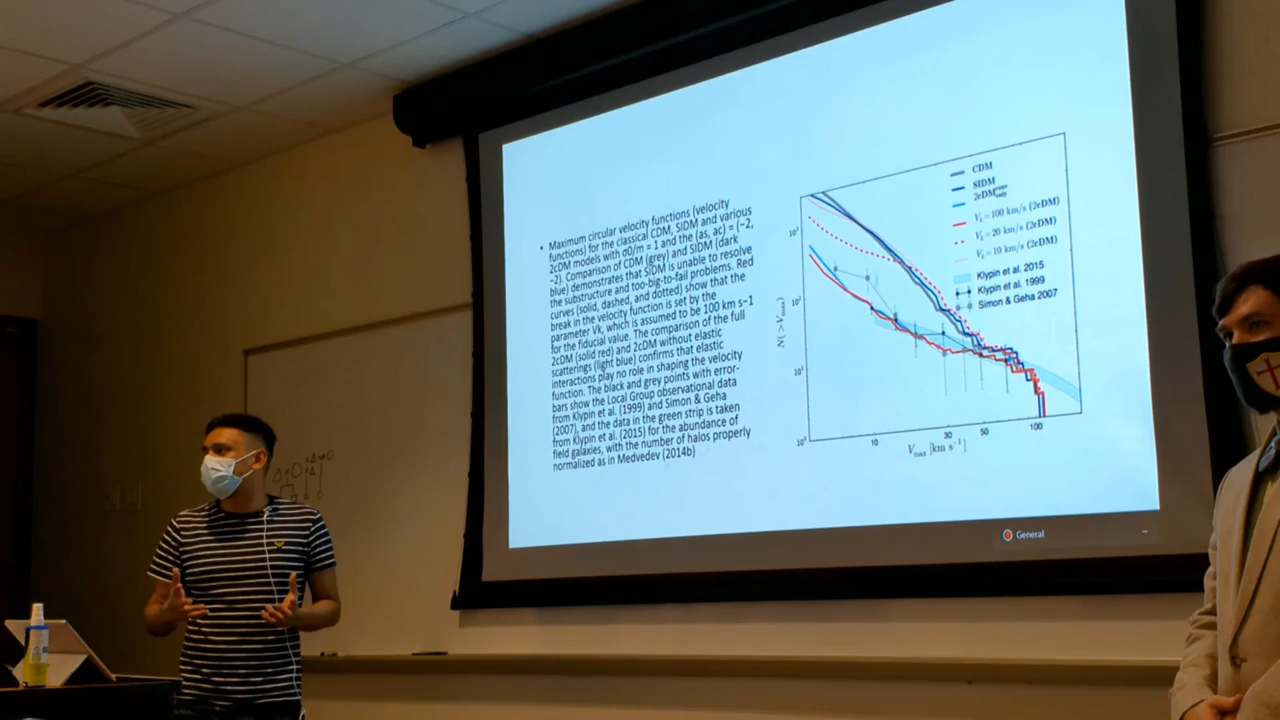 • Maximum circular velocity functions (velocity
functions) for the classical CDM, SIDM and various
2cDM models with σ0/m = 1 and the (as, ac) = (−2,
−2). Comparison of CDM (grey) and SIDM (dark
blue) demonstrates that SIDM is unable to resolve
the substructure and too-big-to-fail problems. Red
curves (solid, dashed, and dotted) show that the
break in the velocity function is set by the
parameter Vk, which is assumed to be 100 km s−1
for the fiducial value. The comparison of the full
2cDM (solid red) and 2cDM without elastic
scatterings (light blue) confirms that elastic
interactions play no role in shaping the velocity
function. The black and grey points with error-
bars show the Local Group observational data
from Klypin et al. (1999) and Simon & Geha
(2007), and the data in the green strip is taken
from Klypin et al. (2015) for the abundance of
field galaxies, with the number of halos properly
normalized as in Medvedev (2014b)
CDM
SIDM
2cDM conv only
Vk = 100 km/s (2cDM)
Vk = 20 km/s (2cDM)
Vk = 10 km/s (2cDM)
Klypin et al. 2015
Klypin et al. 1999
Simon & Geha 2007
N(> Vmax)
10³
10²
10¹
10⁰
10 30 50 100
Vmax [km s⁻¹]
General